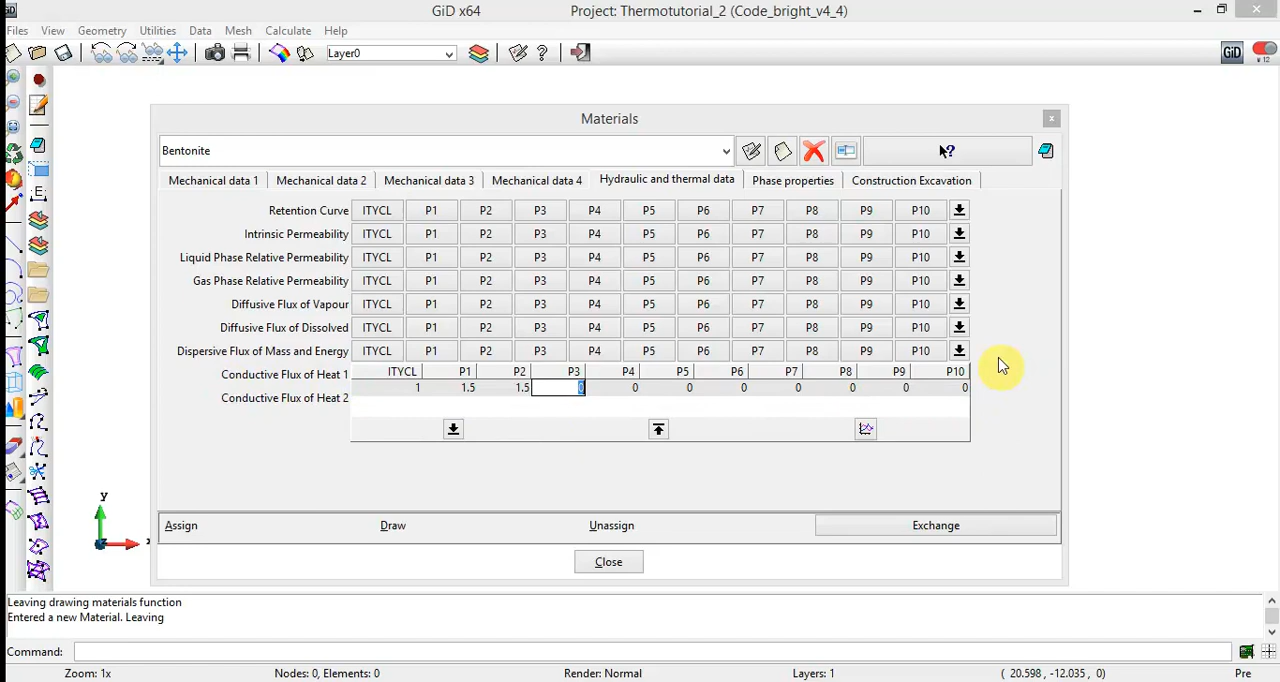 GiD x64 Project: Thermotutorial_2 (Code_bright_v4_4)
Files View Geometry Utilities Data Mesh Calculate Help
Layer0
GiD
v 12
Materials
Bentonite
Mechanical data 1 Mechanical data 2 Mechanical data 3 Mechanical data 4 Hydraulic and thermal data Phase properties Construction Excavation
Retention Curve ITYCL P1 P2 P3 P4 P5 P6 P7 P8 P9 P10
Intrinsic Permeability ITYCL P1 P2 P3 P4 P5 P6 P7 P8 P9 P10
Liquid Phase Relative Permeability ITYCL P1 P2 P3 P4 P5 P6 P7 P8 P9 P10
Gas Phase Relative Permeability ITYCL P1 P2 P3 P4 P5 P6 P7 P8 P9 P10
Diffusive Flux of Vapour ITYCL P1 P2 P3 P4 P5 P6 P7 P8 P9 P10
Diffusive Flux of Dissolved ITYCL P1 P2 P3 P4 P5 P6 P7 P8 P9 P10
Dispersive Flux of Mass and Energy ITYCL P1 P2 P3 P4 P5 P6 P7 P8 P9 P10
Conductive Flux of Heat 1 ITYCL P1 P2 P3 P4 P5 P6 P7 P8 P9 P10
1 1.5 1.5 0 0 0 0 0 0 0 0
Conductive Flux of Heat 2
Assign Draw Unassign Exchange
Close
y
x
z
Leaving drawing materials function
Entered a new Material. Leaving
Command:
Zoom: 1x Nodes: 0, Elements: 0 Render: Normal Layers: 1 ( 20.598, -12.035, 0) Pre